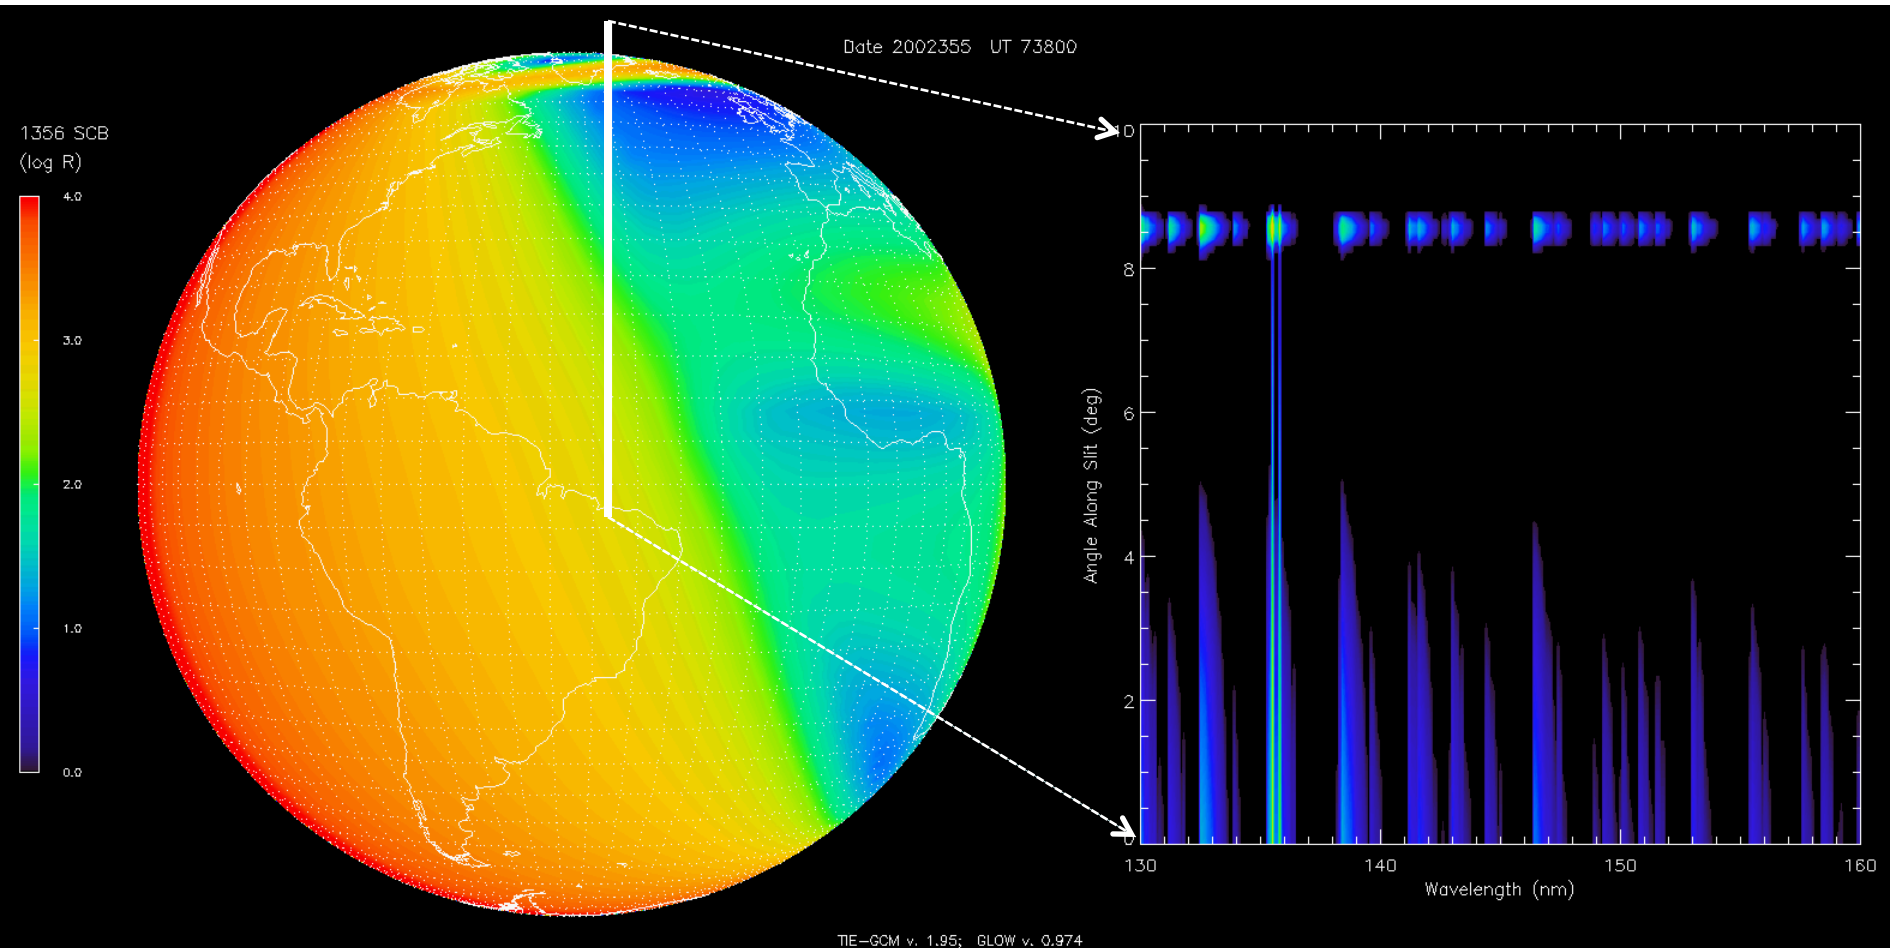 Date 2002355 UT 73800
1356 SCB
(log R)
4.0
3.0
2.0
1.0
0.0
10
8
6
4
2
0
Angle Along Slit (deg)
130
140
150
160
Wavelength (nm)
TIE-GCM v. 1.95; GLOW v. 0.974